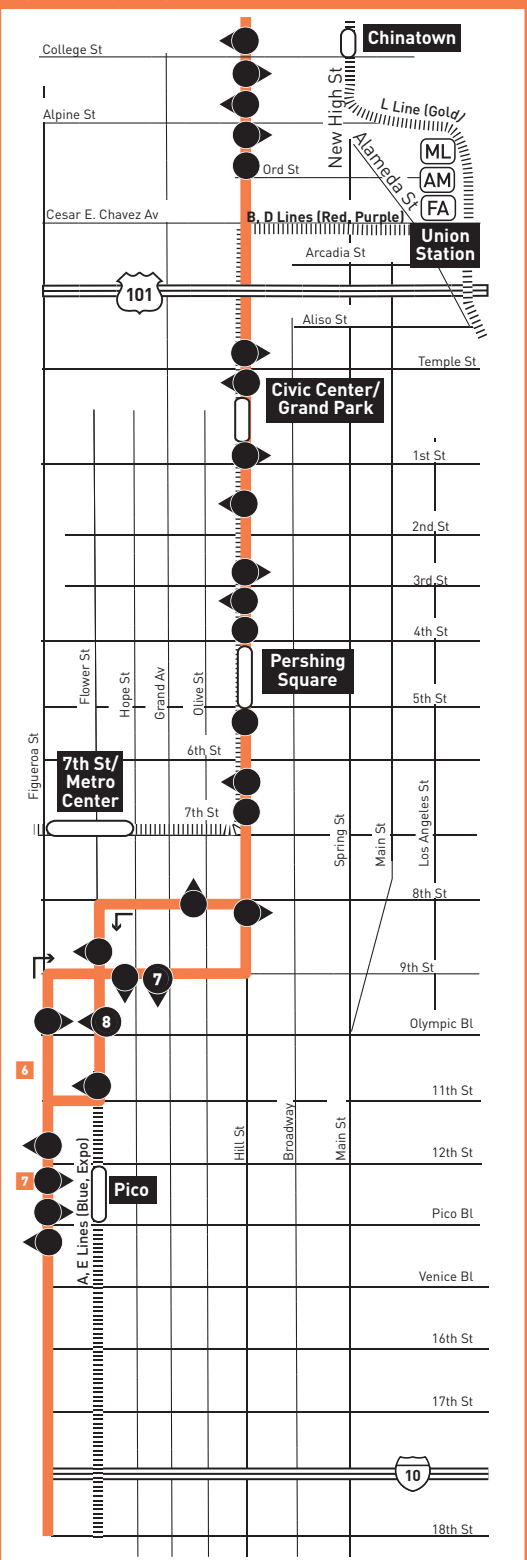 College St
Chinatown
New High St
L Line (Gold)
Alpine St
Alameda St
ML
AM
FA
Ord St
Cesar E. Chavez Av
B, D Lines (Red, Purple)
Union
Station
Arcadia St
101
Aliso St
Temple St
Civic Center/
Grand Park
1st St
2nd St
3rd St
4th St
Pershing
Square
Flower St
Hope St
Grand Av
Olive St
5th St
Figueroa St
6th St
7th St/
Metro
Center
7th St
Spring St
Main St
Los Angeles St
8th St
9th St
7
8
Olympic Bl
6
11th St
Hill St
Broadway
Main St
12th St
7
A, E Lines (Blue, Expo)
Pico
Pico Bl
Venice Bl
16th St
17th St
10
18th St